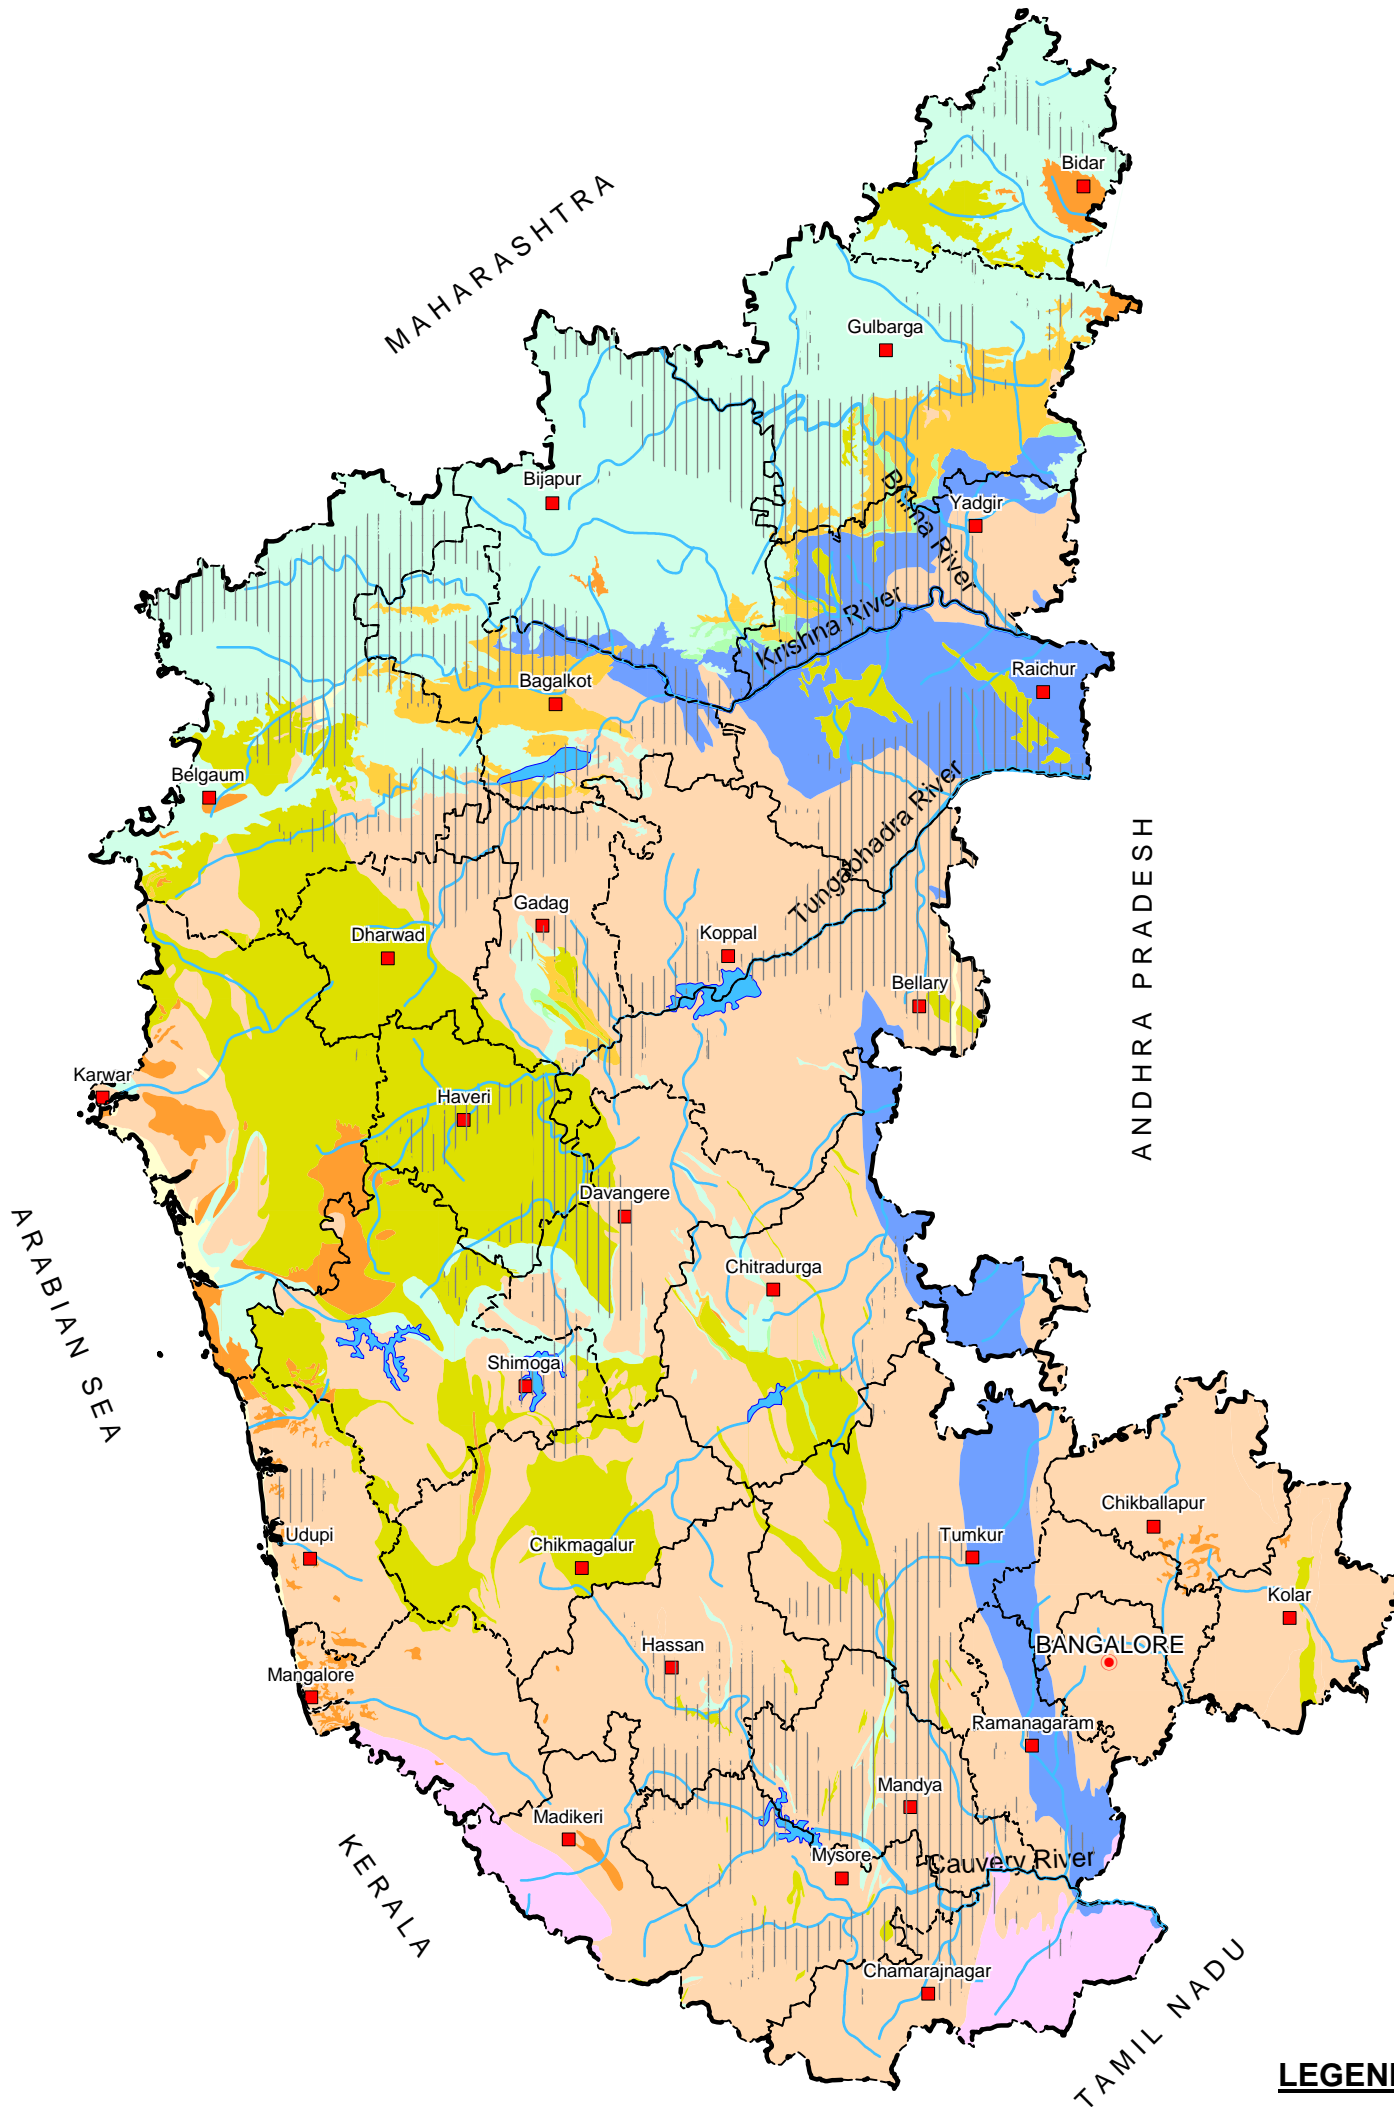 Bidar
MAHARASHTRA
Gulbarga
Bijapur
Bhima River
Yadgir
Krishna River
Raichur
Bagalkot
Belgaum
Tungabhadra River
ANDHRA PRADESH
Gadag
Dharwad
Koppal
Bellary
Karwar
Haveri
Davangere
ARABIAN SEA
Chitradurga
Shimoga
Chikballapur
Udupi
Chikmagalur
Tumkur
Kolar
Hassan
BANGALORE
Mangalore
Ramanagaram
Mandya
Madikeri
KERALA
Mysore
Cauvery River
Chamarajnagar
TAMIL NADU
LEGEND